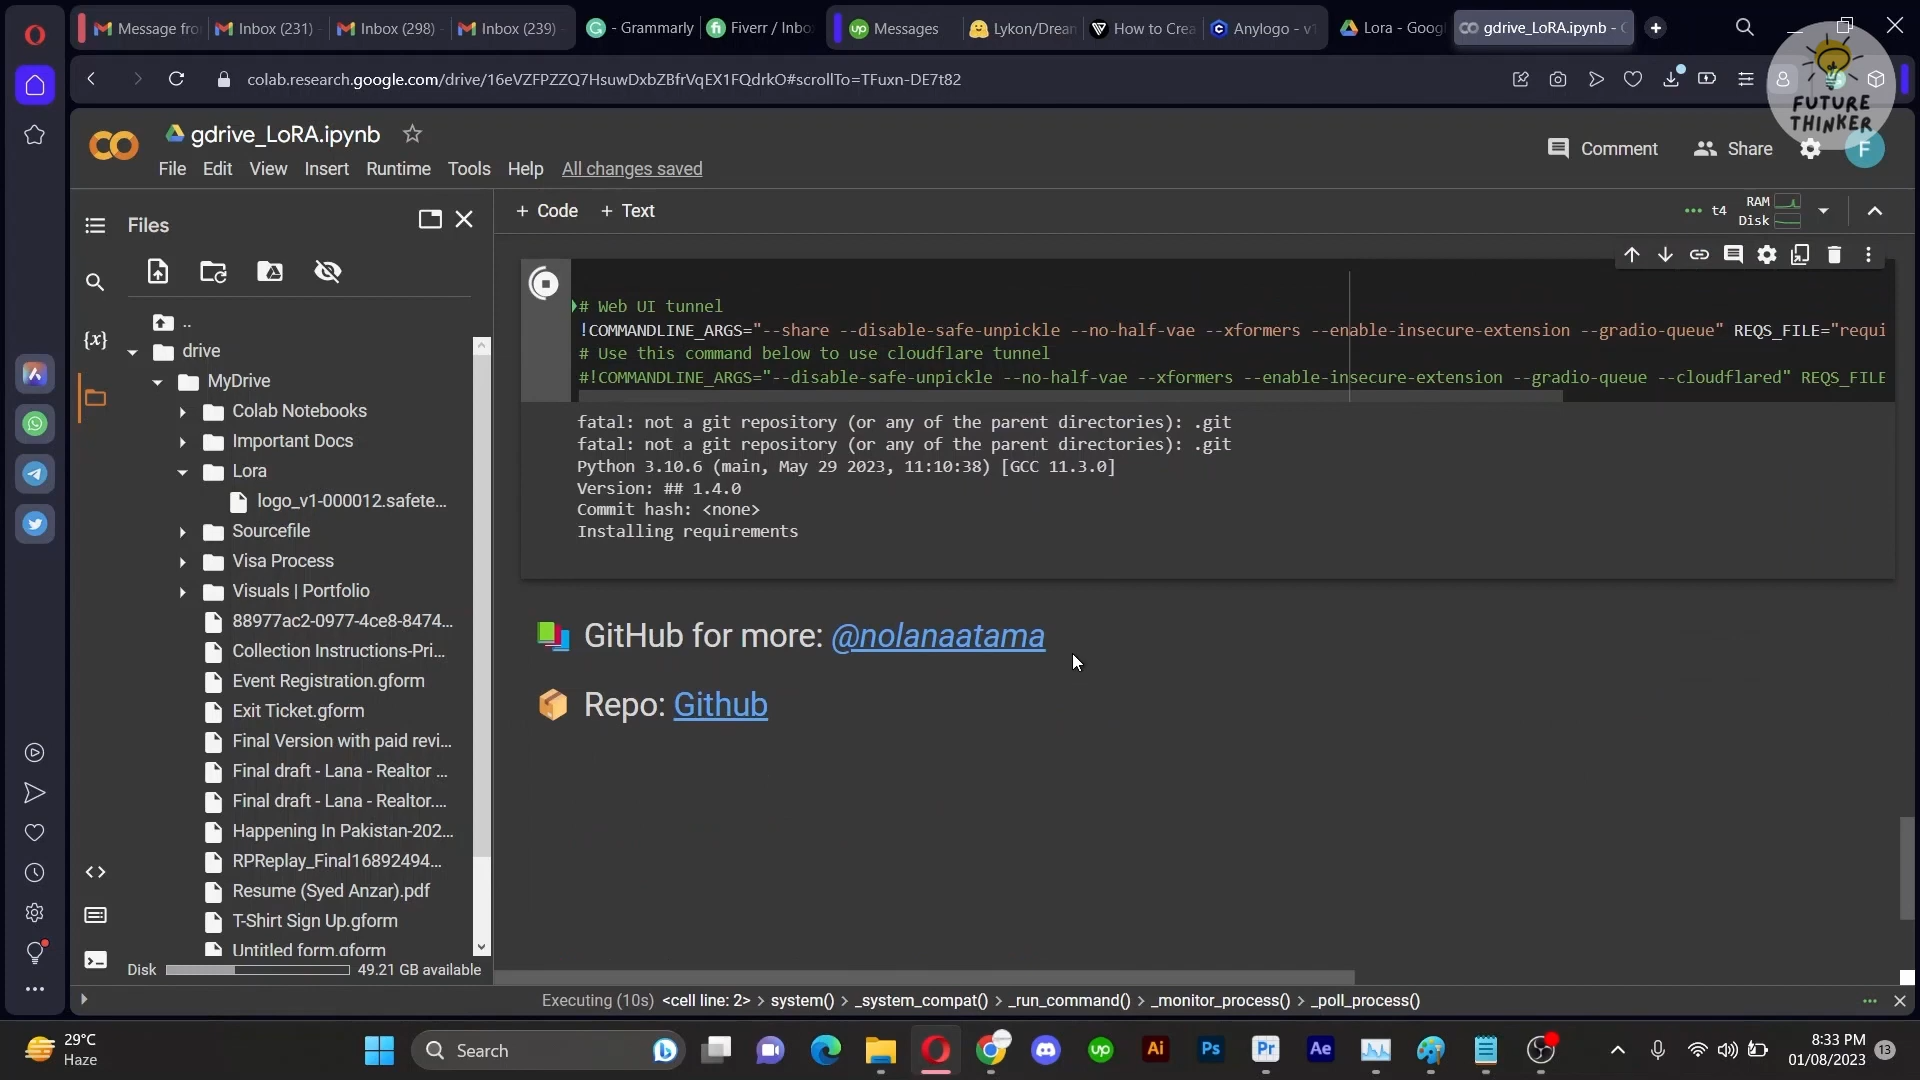 Message fro
Inbox (231)
Inbox (298)
Inbox (239)
- Grammarly
Fiverr / Inbo
up Messages
Lykon/Drean
How to Crea
Anylogo - v1
Lora - Goog
gdrive_LoRA.ipynb - C
colab.research.google.com/drive/16eVZFPZZQ7HsuwDxbZBfrVqEX1FQdrkO#scrollTo=TFuxn-DE7t82
FUTURE
THINKER
gdrive_LoRA.ipynb
Comment
Share
F
File Edit View Insert Runtime Tools Help All changes saved
Files
+ Code + Text
t4
RAM
Disk
{x}
..
drive
MyDrive
Colab Notebooks
Important Docs
Lora
logo_v1-000012.safete...
Sourcefile
Visa Process
Visuals | Portfolio
88977ac2-0977-4ce8-8474...
Collection Instructions-Pri...
Event Registration.gform
Exit Ticket.gform
Final Version with paid revi...
Final draft - Lana - Realtor ...
Final draft - Lana - Realtor....
Happening In Pakistan-202...
RPReplay_Final16892494...
Resume (Syed Anzar).pdf
T-Shirt Sign Up.gform
Untitled form.gform
Disk 49.21 GB available
# Web UI tunnel
!COMMANDLINE_ARGS="--share --disable-safe-unpickle --no-half-vae --xformers --enable-insecure-extension --gradio-queue" REQS_FILE="requi
# Use this command below to use cloudflare tunnel
#!COMMANDLINE_ARGS="--disable-safe-unpickle --no-half-vae --xformers --enable-insecure-extension --gradio-queue --cloudflared" REQS_FILE
fatal: not a git repository (or any of the parent directories): .git
fatal: not a git repository (or any of the parent directories): .git
Python 3.10.6 (main, May 29 2023, 11:10:38) [GCC 11.3.0]
Version: ## 1.4.0
Commit hash: <none>
Installing requirements
GitHub for more: @nolanaatama
Repo: Github
Executing (10s) <cell line: 2> > system() > _system_compat() > _run_command() > _monitor_process() > _poll_process()
29°C
Haze
Search
up
Ai
Ps
Pr
Ae
8:33 PM
01/08/2023
13